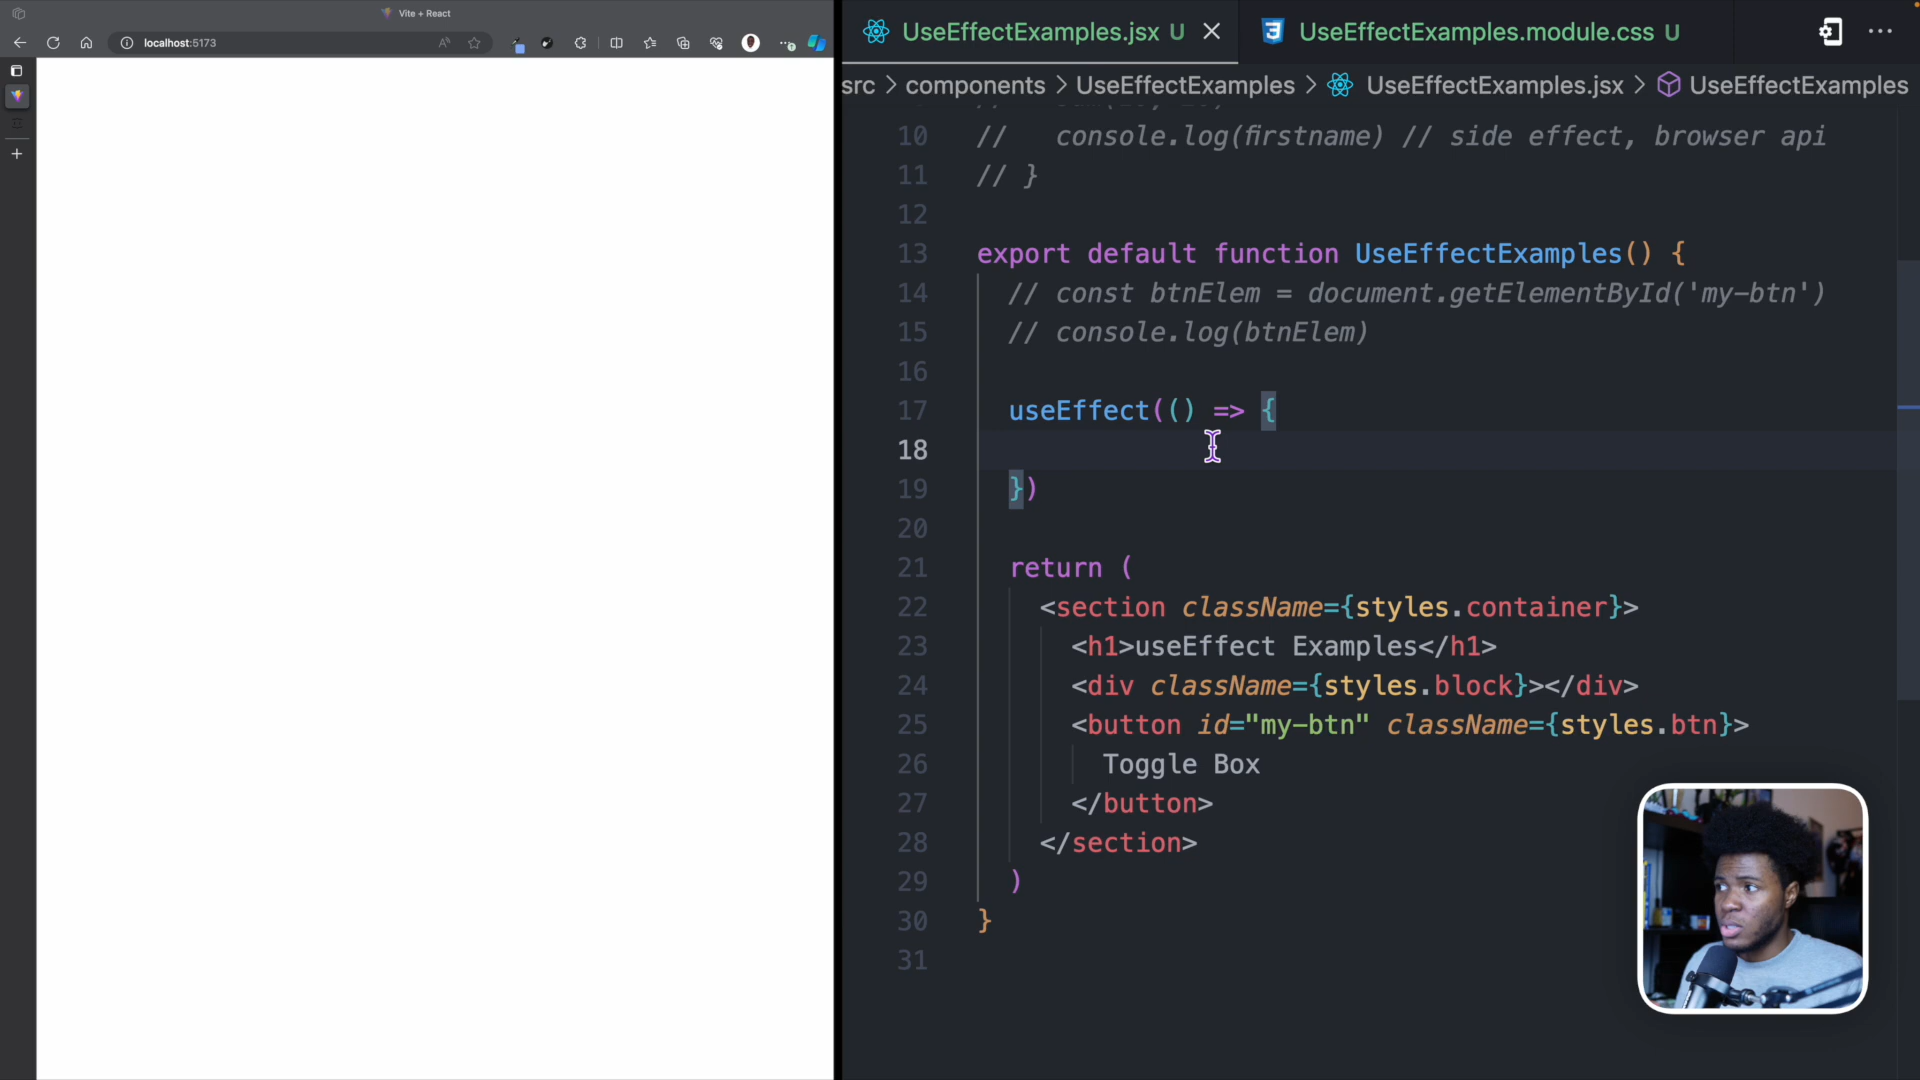 Vite + React
localhost:5173
UseEffectExamples.jsx U
UseEffectExamples.module.css U
src > components > UseEffectExamples > UseEffectExamples.jsx > UseEffectExamples
10 //   console.log(firstname) // side effect, browser api
11 // }
12
13 export default function UseEffectExamples() {
14 // const btnElem = document.getElementById('my-btn')
15 // console.log(btnElem)
16
17 useEffect(() => {
18
19 })
20
21 return (
22 <section className={styles.container}>
23 <h1>useEffect Examples</h1>
24 <div className={styles.block}></div>
25 <button id="my-btn" className={styles.btn}>
26 Toggle Box
27 </button>
28 </section>
29 )
30 }
31